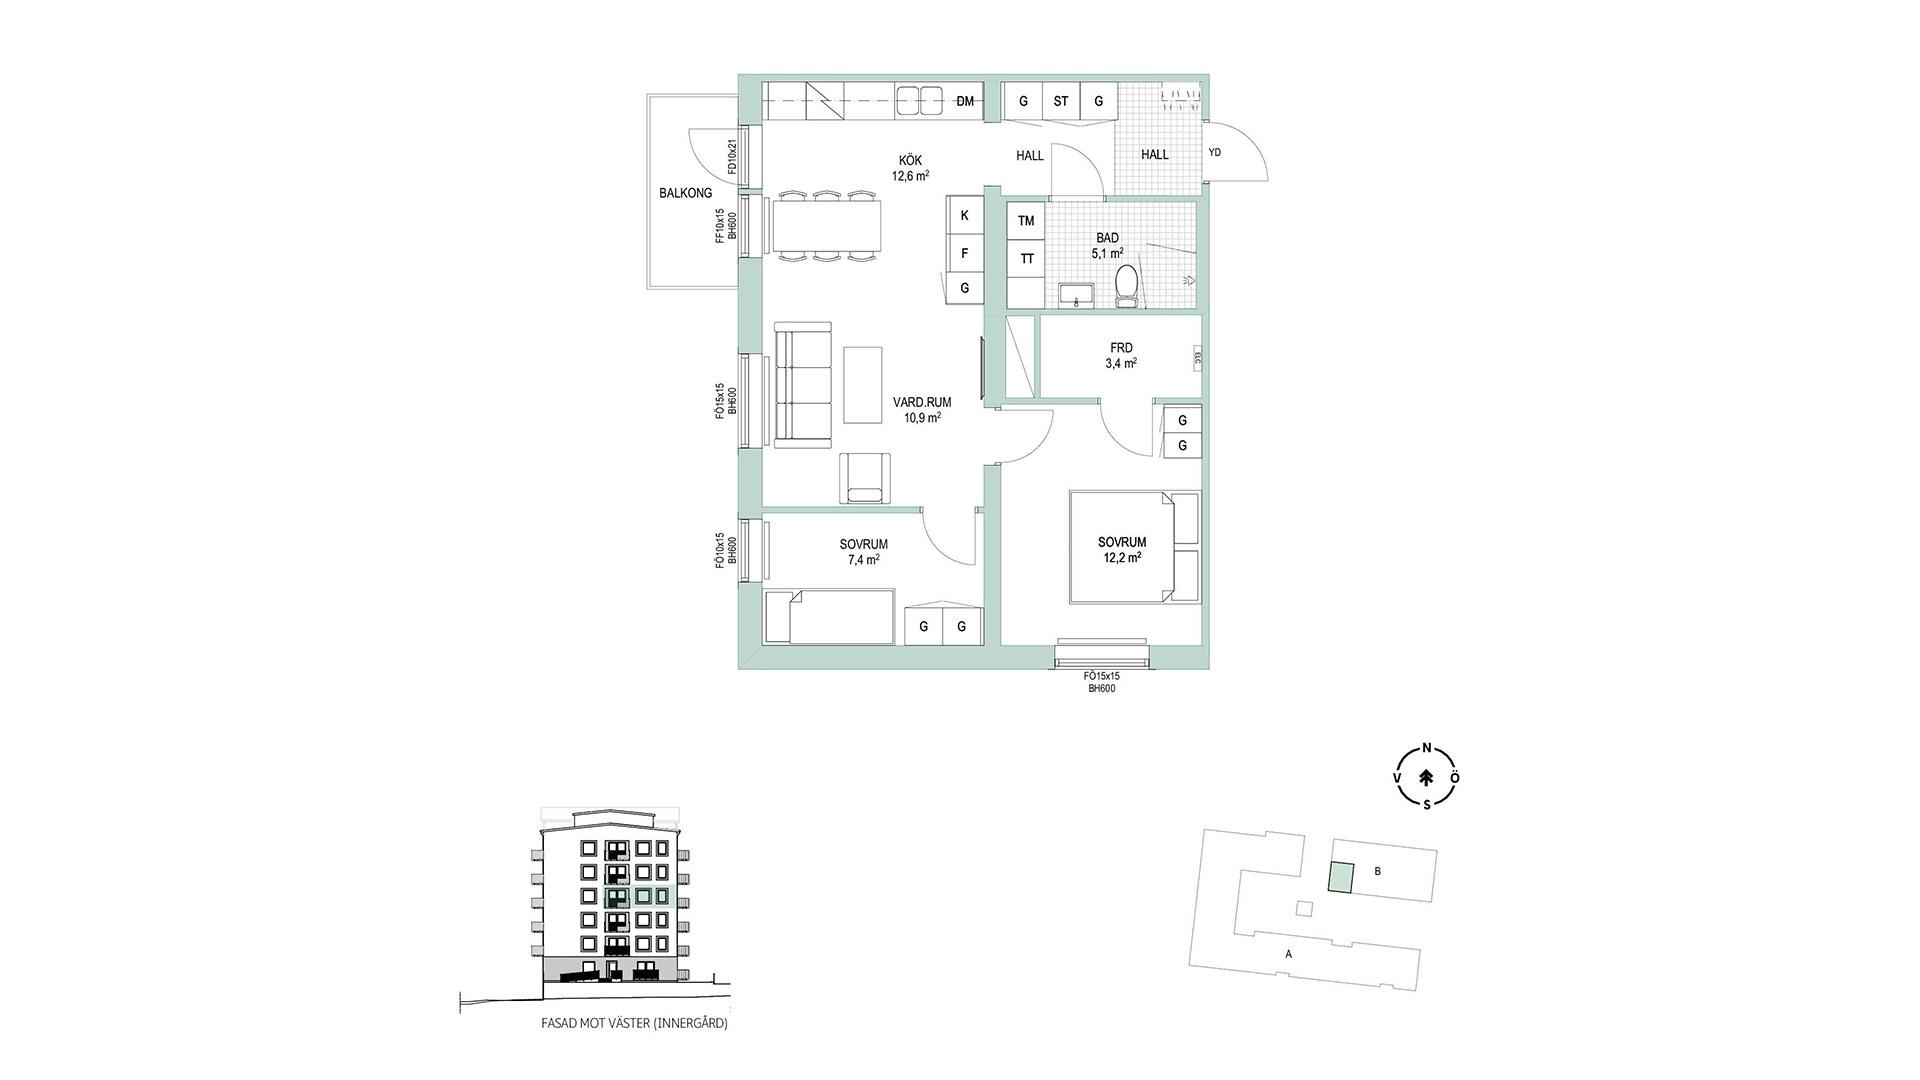 DM
G
ST
G
KÖK
12,6 m²
HALL
HALL
YD
FD10x21
BALKONG
FF10x15
BH600
K
F
G
TM
TT
BAD
5,1 m²
FRD
3,4 m²
ELC
FÖ15x15
BH600
VARD.RUM
10,9 m²
G
G
FÖ10x15
BH600
SOVRUM
7,4 m²
SOVRUM
12,2 m²
G
G
FÖ15x15
BH600
N
V
Ö
S
B
A
FASAD MOT VÄSTER (INNERGÅRD)